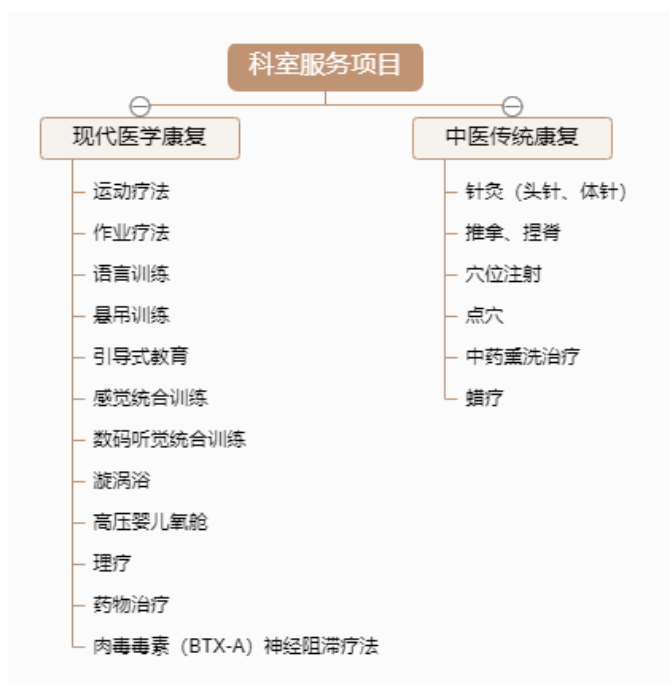 科室服务项目
现代医学康复
运动疗法
作业疗法
语言训练
悬吊训练
引导式教育
感觉统合训练
数码听觉统合训练
漩涡浴
高压婴儿氧舱
理疗
药物治疗
肉毒毒素（BTX-A）神经阻滞疗法
中医传统康复
针灸（头针、体针）
推拿、捏脊
穴位注射
点穴
中药熏洗治疗
蜡疗